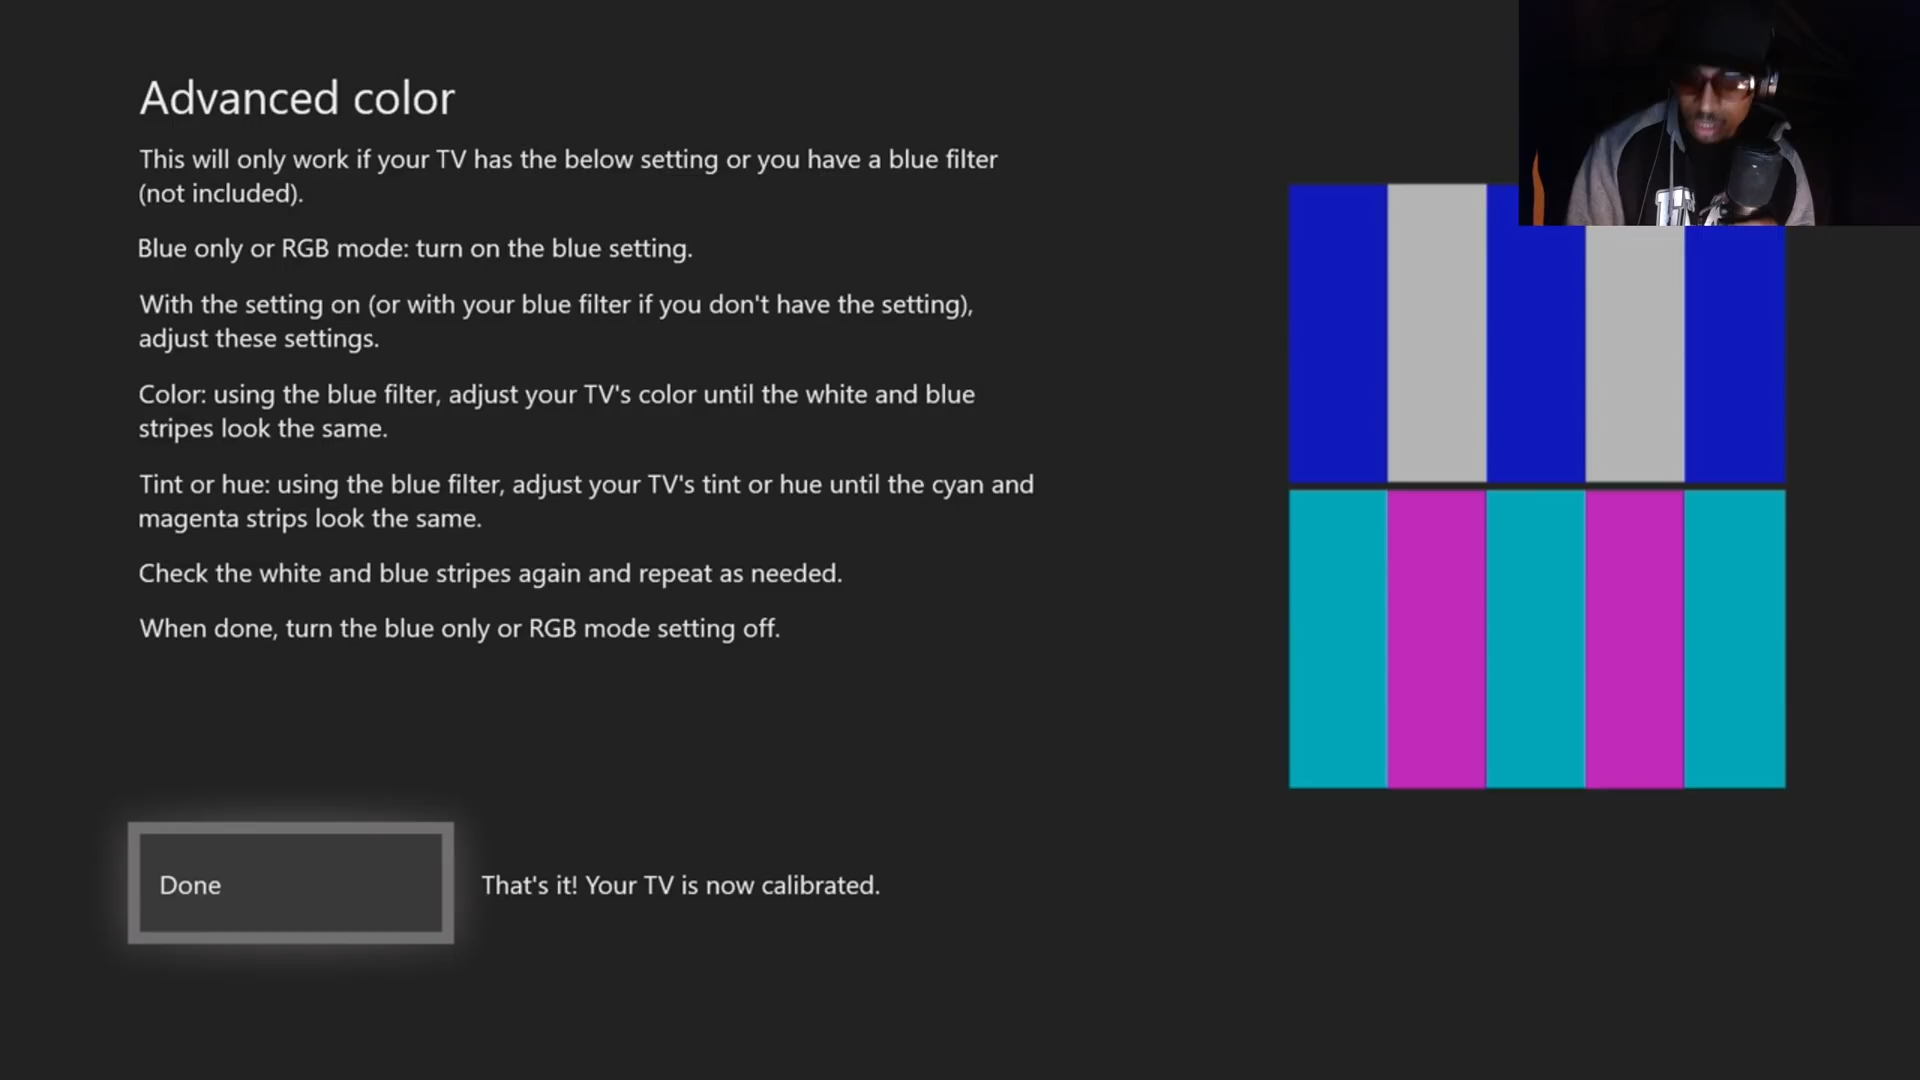 Advanced color
This will only work if your TV has the below setting or you have a blue filter
(not included).
Blue only or RGB mode: turn on the blue setting.
With the setting on (or with your blue filter if you don't have the setting),
adjust these settings.
Color: using the blue filter, adjust your TV's color until the white and blue
stripes look the same.
Tint or hue: using the blue filter, adjust your TV's tint or hue until the cyan and
magenta strips look the same.
Check the white and blue stripes again and repeat as needed.
When done, turn the blue only or RGB mode setting off.
Done
That's it! Your TV is now calibrated.